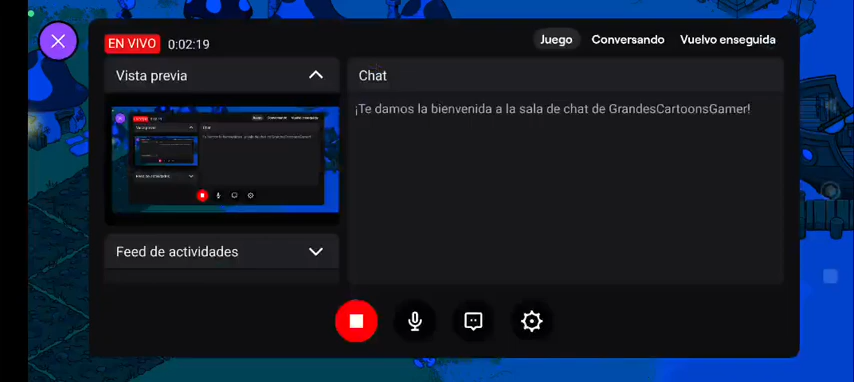 EN VIVO 0:02:19
Juego Conversando Vuelvo enseguida
Vista previa
Chat
¡Te damos la bienvenida a la sala de chat de GrandesCartoonsGamer!
Feed de actividades